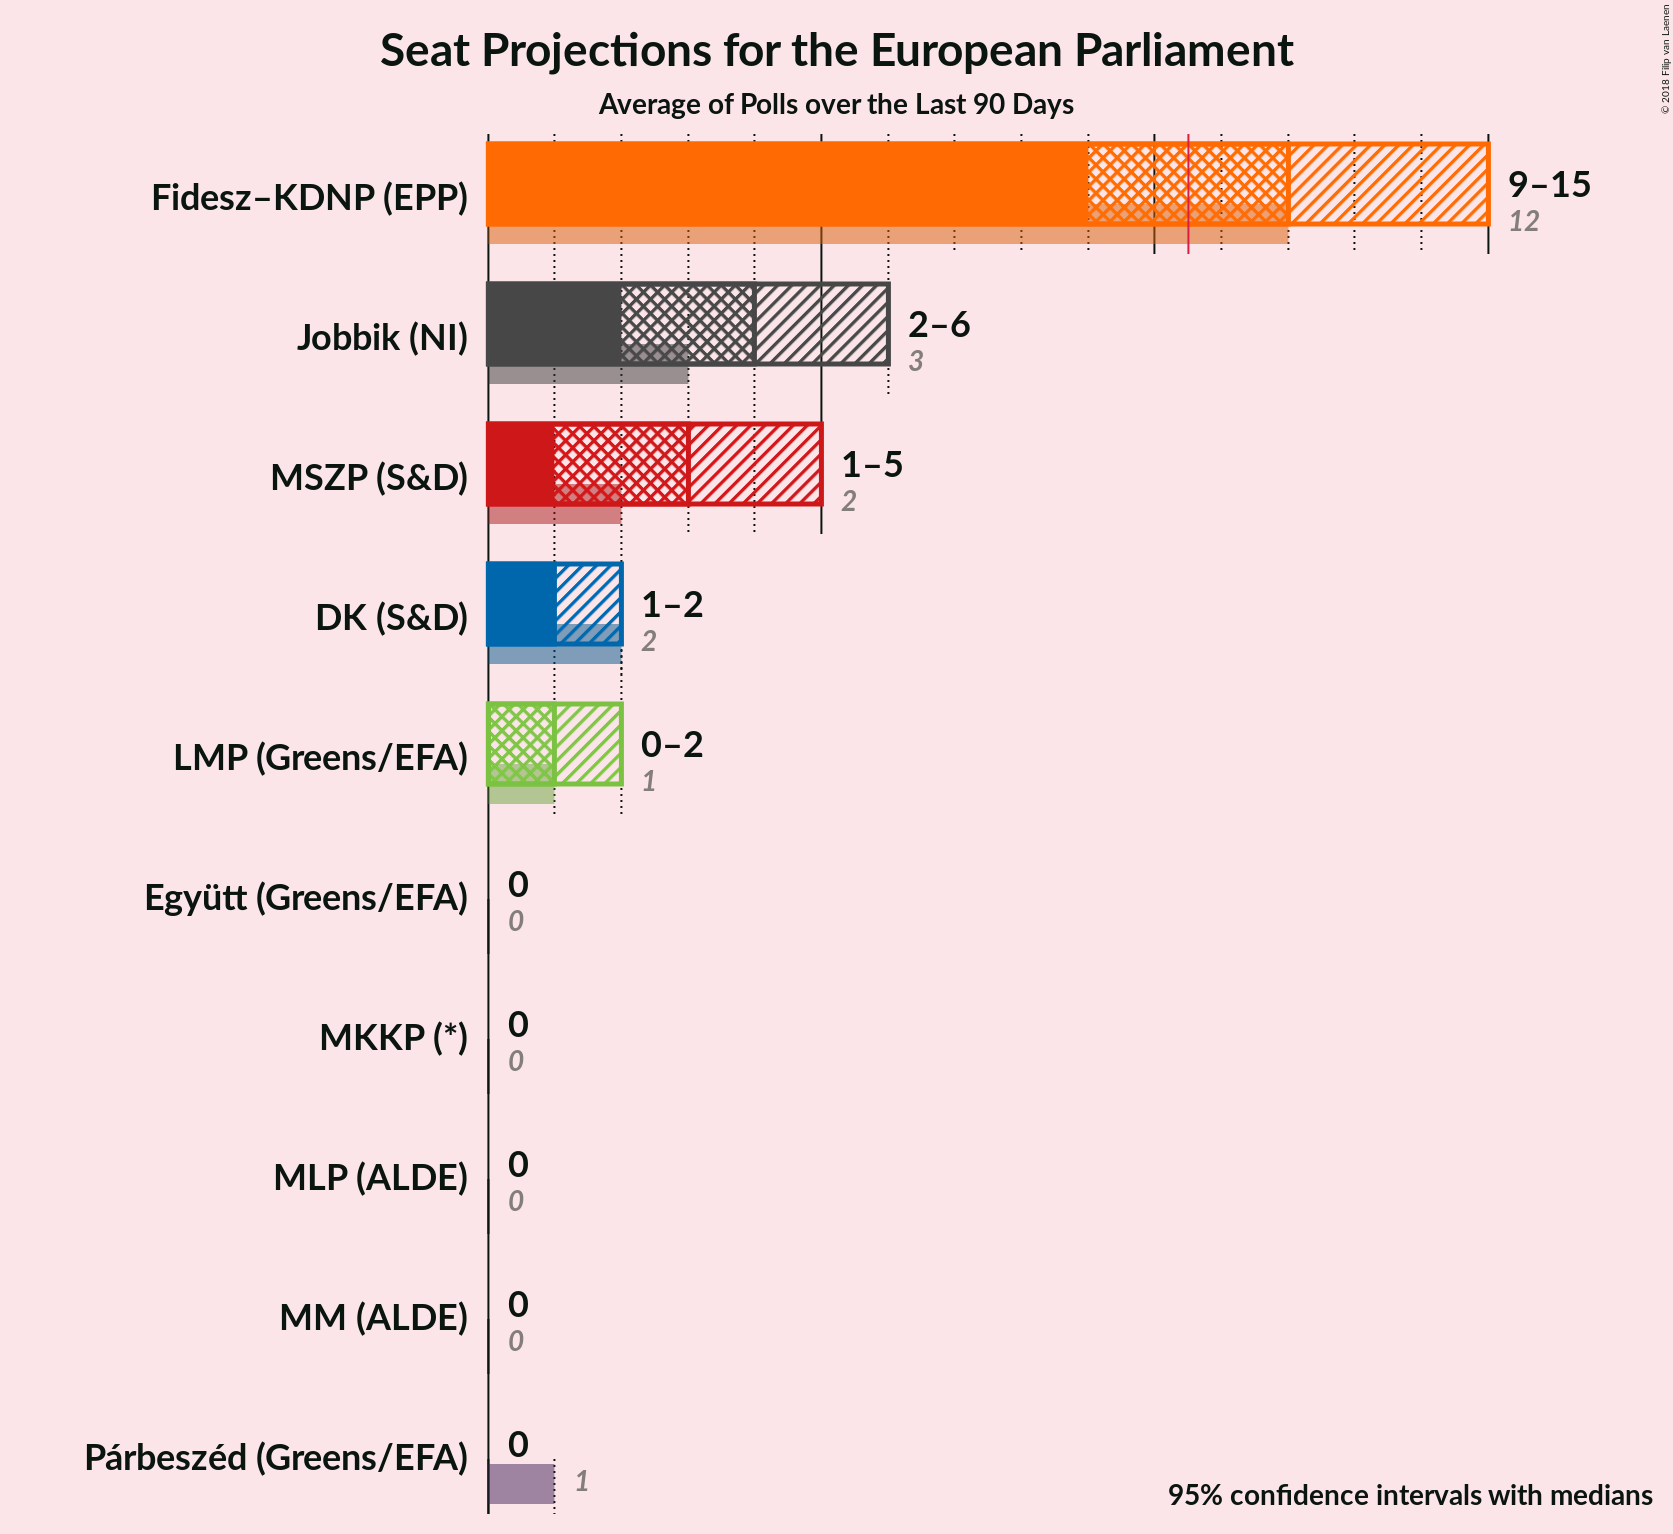 Seat Projections for the European Parliament
Average of Polls over the Last 90 Days
© 2018 Filip van Laenen
Fidesz–KDNP (EPP)
9–15
12
Jobbik (NI)
2–6
3
MSZP (S&D)
1–5
2
DK (S&D)
1–2
2
LMP (Greens/EFA)
0–2
1
Együtt (Greens/EFA)
0
0
MKKP (*)
0
0
MLP (ALDE)
0
0
MM (ALDE)
0
0
Párbeszéd (Greens/EFA)
0
1
95% confidence intervals with medians